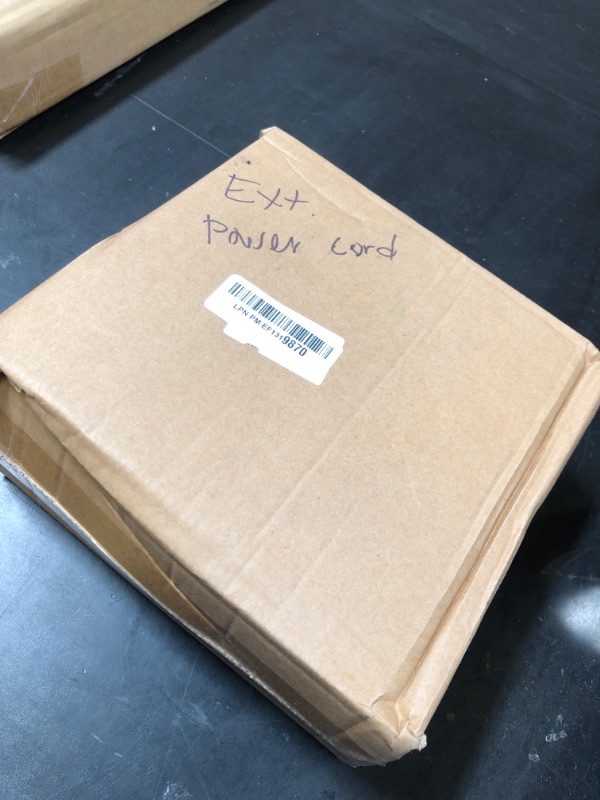 Ext.
Power cord
LPN PM EF1319870